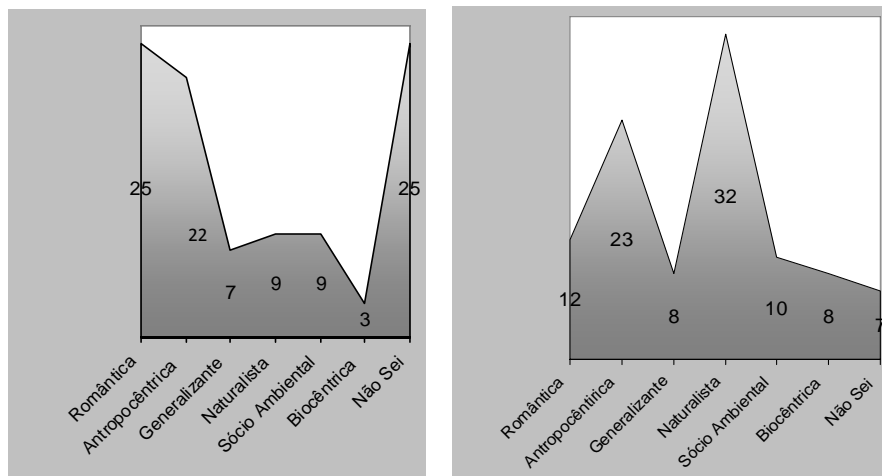 25
22
7
9
9
3
25
Romântica
Antropocêntrica
Generalizante
Naturalista
Sócio Ambiental
Biocêntrica
Não Sei
12
23
8
32
10
8
7
Romântica
Antropocêntirica
Generalizante
Naturalista
Sócio Ambiental
Biocêntrica
Não Sei